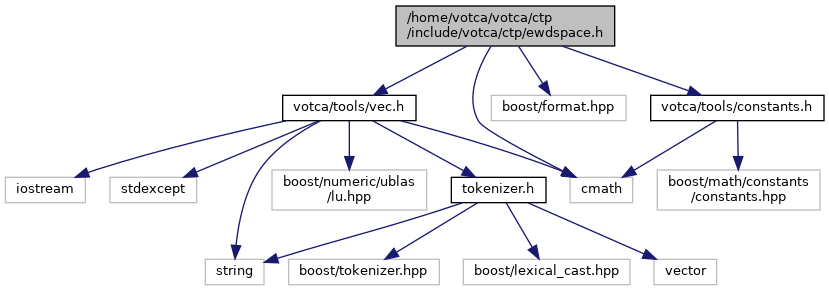 /home/votca/votca/ctp
/include/votca/ctp/ewdspace.h
votca/tools/vec.h
boost/format.hpp
votca/tools/constants.h
iostream
stdexcept
boost/numeric/ublas
/lu.hpp
tokenizer.h
cmath
boost/math/constants
/constants.hpp
string
boost/tokenizer.hpp
boost/lexical_cast.hpp
vector